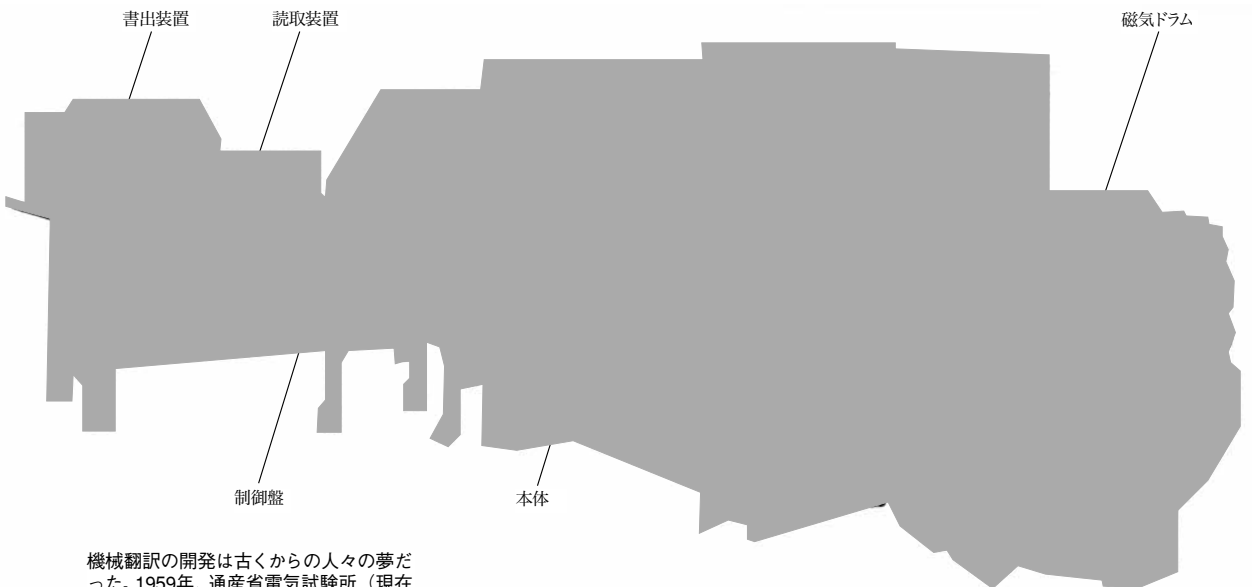 書出装置
読取装置
磁気ドラム
制御盤
本体
機械翻訳の開発は古くからの人々の夢だ
った。1959年、通産省電気試験所（現在